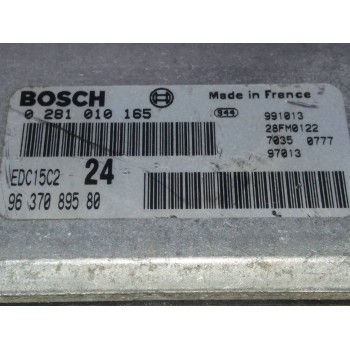 BOSCH
Made in France
0 281 010 165
944
991013
28FM0122
7035 0777
97013
EDC15C2 24
96 370 895 80